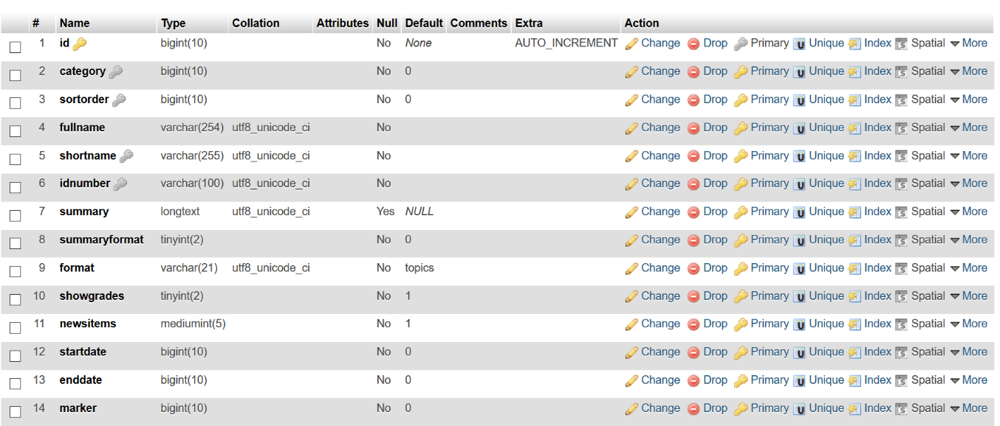 # Name Type Collation Attributes Null Default Comments Extra Action
1 id bigint(10) No None AUTO_INCREMENT Change Drop Primary Unique Index Spatial More
2 category bigint(10) No 0 Change Drop Primary Unique Index Spatial More
3 sortorder bigint(10) No 0 Change Drop Primary Unique Index Spatial More
4 fullname varchar(254) utf8_unicode_ci No Change Drop Primary Unique Index Spatial More
5 shortname varchar(255) utf8_unicode_ci No Change Drop Primary Unique Index Spatial More
6 idnumber varchar(100) utf8_unicode_ci No Change Drop Primary Unique Index Spatial More
7 summary longtext utf8_unicode_ci Yes NULL Change Drop Primary Unique Index Spatial More
8 summaryformat tinyint(2) No 0 Change Drop Primary Unique Index Spatial More
9 format varchar(21) utf8_unicode_ci No topics Change Drop Primary Unique Index Spatial More
10 showgrades tinyint(2) No 1 Change Drop Primary Unique Index Spatial More
11 newsitems mediumint(5) No 1 Change Drop Primary Unique Index Spatial More
12 startdate bigint(10) No 0 Change Drop Primary Unique Index Spatial More
13 enddate bigint(10) No 0 Change Drop Primary Unique Index Spatial More
14 marker bigint(10) No 0 Change Drop Primary Unique Index Spatial More